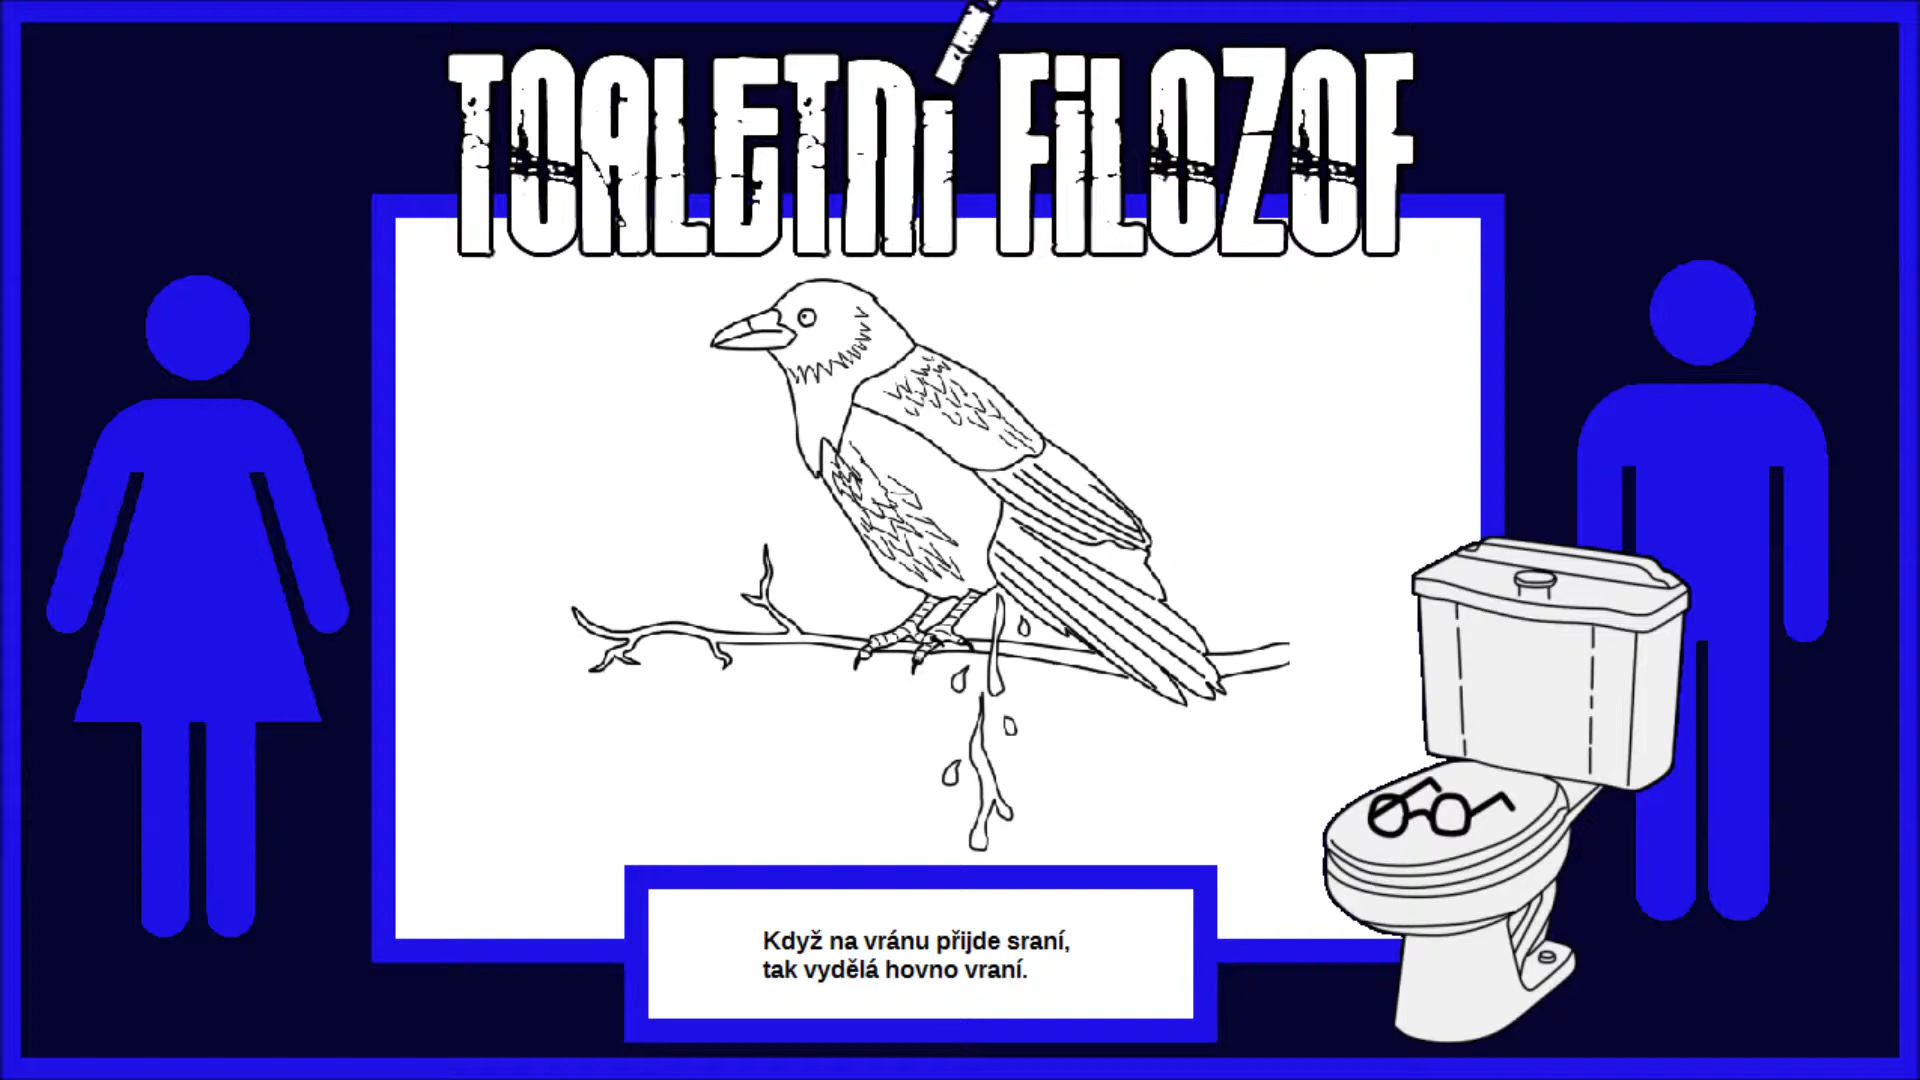 TOALETNÍ FILOZOF
Když na vránu přijde sraní,
tak vydělá hovno vraní.